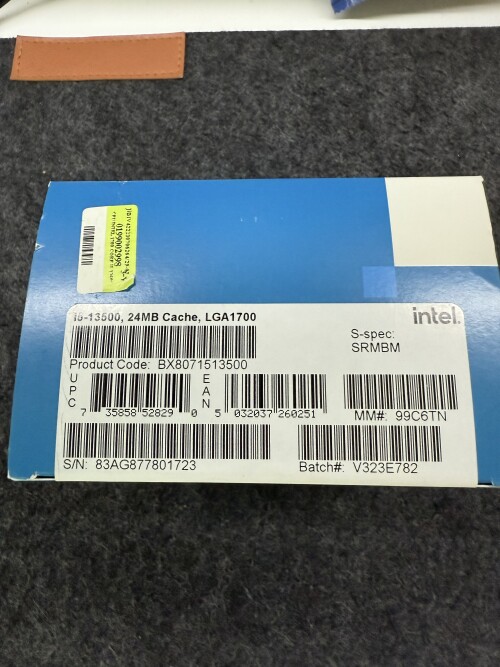 0199002998
i5-13500, 24MB Cache, LGA1700
intel.
S-spec:
SRMBM
Product Code: BX8071513500
UPC
7 35858 52829 0
EAN
5 032037 260251
MM#: 99C6TN
S/N: 83AG877801723
Batch#: V323E782